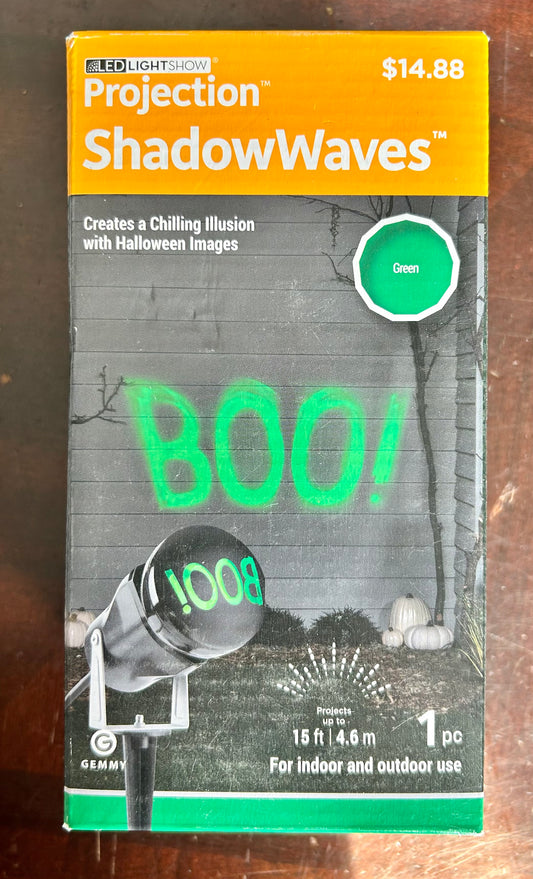 LED LIGHTSHOW®
$14.88
Projection™
ShadowWaves™
Creates a Chilling Illusion
with Halloween Images
Green
BOO!
BOO!
Projects
up to
15 ft | 4.6 m
1 pc
G
GEMMY
For indoor and outdoor use